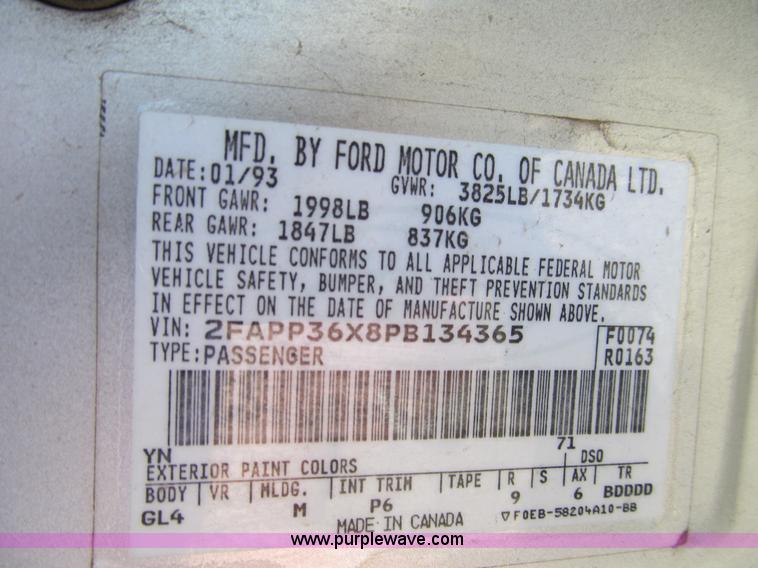 MFD. BY FORD MOTOR CO. OF CANADA LTD.
DATE: 01/93 GVWR: 3825LB/1734KG
FRONT GAWR: 1998LB 906KG
REAR GAWR: 1847LB 837KG
THIS VEHICLE CONFORMS TO ALL APPLICABLE FEDERAL MOTOR
VEHICLE SAFETY, BUMPER, AND THEFT PREVENTION STANDARDS
IN EFFECT ON THE DATE OF MANUFACTURE SHOWN ABOVE.
VIN: 2FAPP36X8PB134365 F0074
TYPE: PASSENGER R0163
YN 71
EXTERIOR PAINT COLORS DSO
BODY VR MLDG. INT TRIM TAPE R S AX TR
GL4 M P6 9 6 BDDDD
MADE IN CANADA ▽F0EB-58204A10-BB
www.purplewave.com